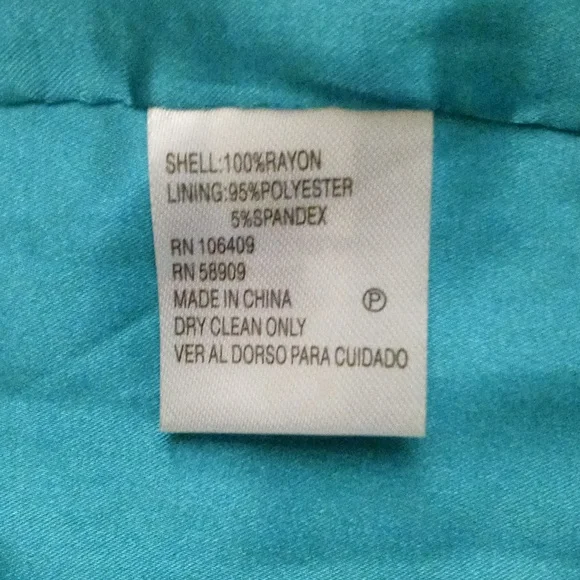 SHELL:100%RAYON
LINING:95%POLYESTER
5%SPANDEX
RN 106409
RN 58909
MADE IN CHINA
P
DRY CLEAN ONLY
VER AL DORSO PARA CUIDADO